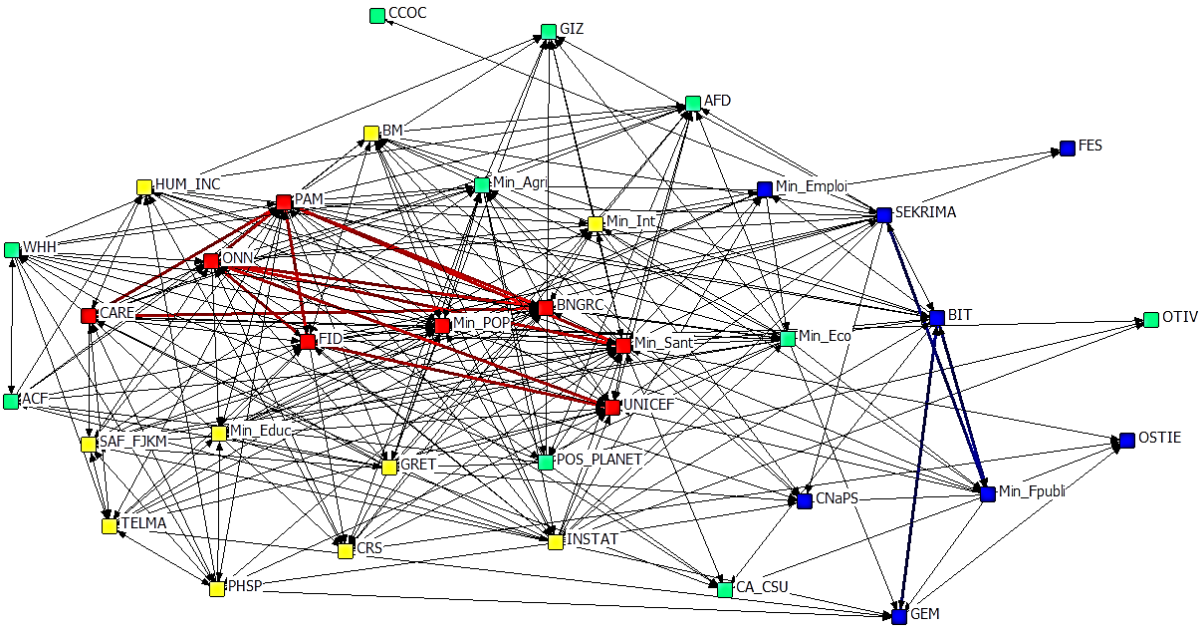 CCOC
GIZ
AFD
BM
FES
HUM_INC
Min_Agri
Min_Emploi
PAM
SEKRIMA
Min_Int
WHH
ONN
CARE
BNGRC
BIT
OTIV
Min_POP
FID
Min_Sant
Min_Eco
ACF
UNICEF
SAF_FJKM
Min_Educ
OSTIE
GRET
POS_PLANET
CNaPS
Min_Fpubli
TELMA
CRS
INSTAT
PHSP
CA_CSU
GEM